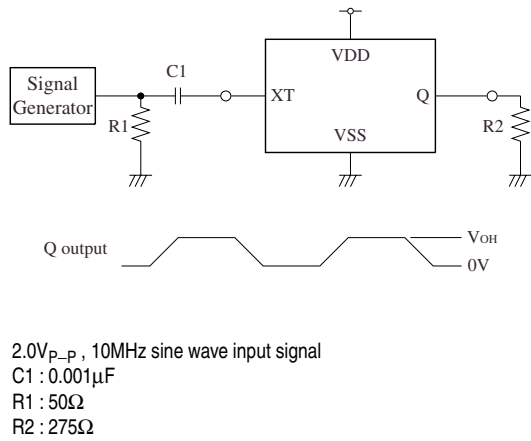 C1
VDD
Signal
Generator
XT
Q
R1
R2
VSS
Q output
VOH
0V
2.0VP–P , 10MHz sine wave input signal
C1 : 0.001μF
R1 : 50Ω
R2 : 275Ω